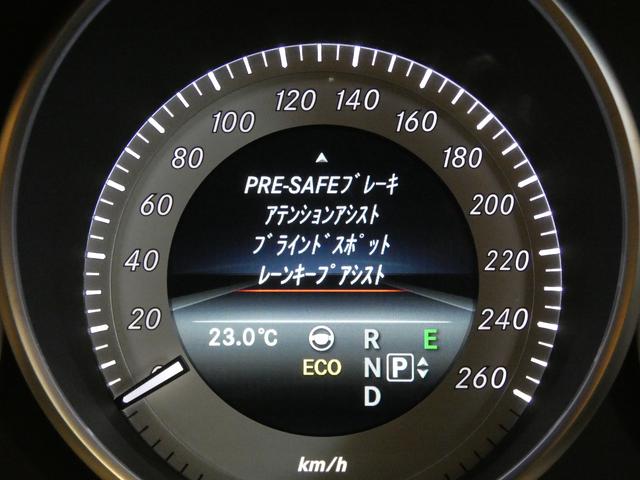 120 140
100 160
80 180
60 200
40 220
20 240
0 260
PRE-SAFEブレーキ
アテンションアシスト
ブラインドスポット
レーンキープアシスト
23.0℃ R E
ECO N P
D
km/h